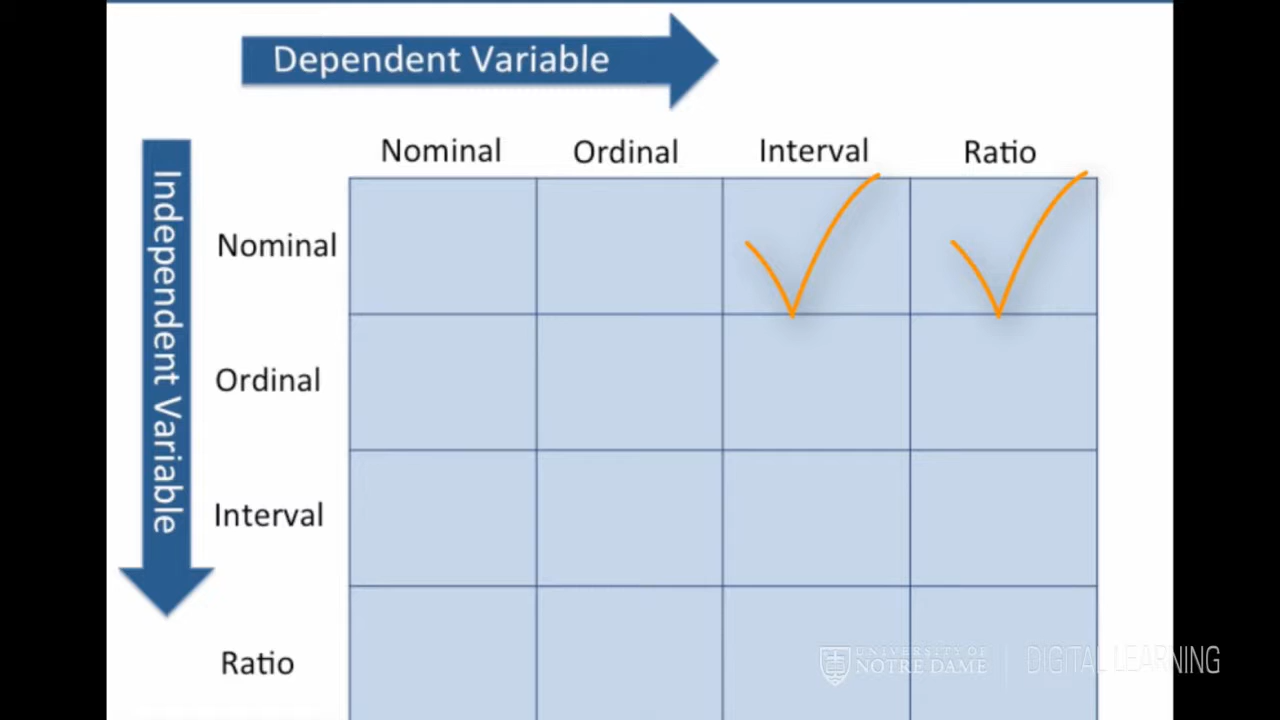 Dependent Variable
Independent Variable
Nominal
Ordinal
Interval
Ratio
Nominal
Ordinal
Interval
Ratio
UNIVERSITY OF
NOTRE DAME
DIGITAL LEARNING